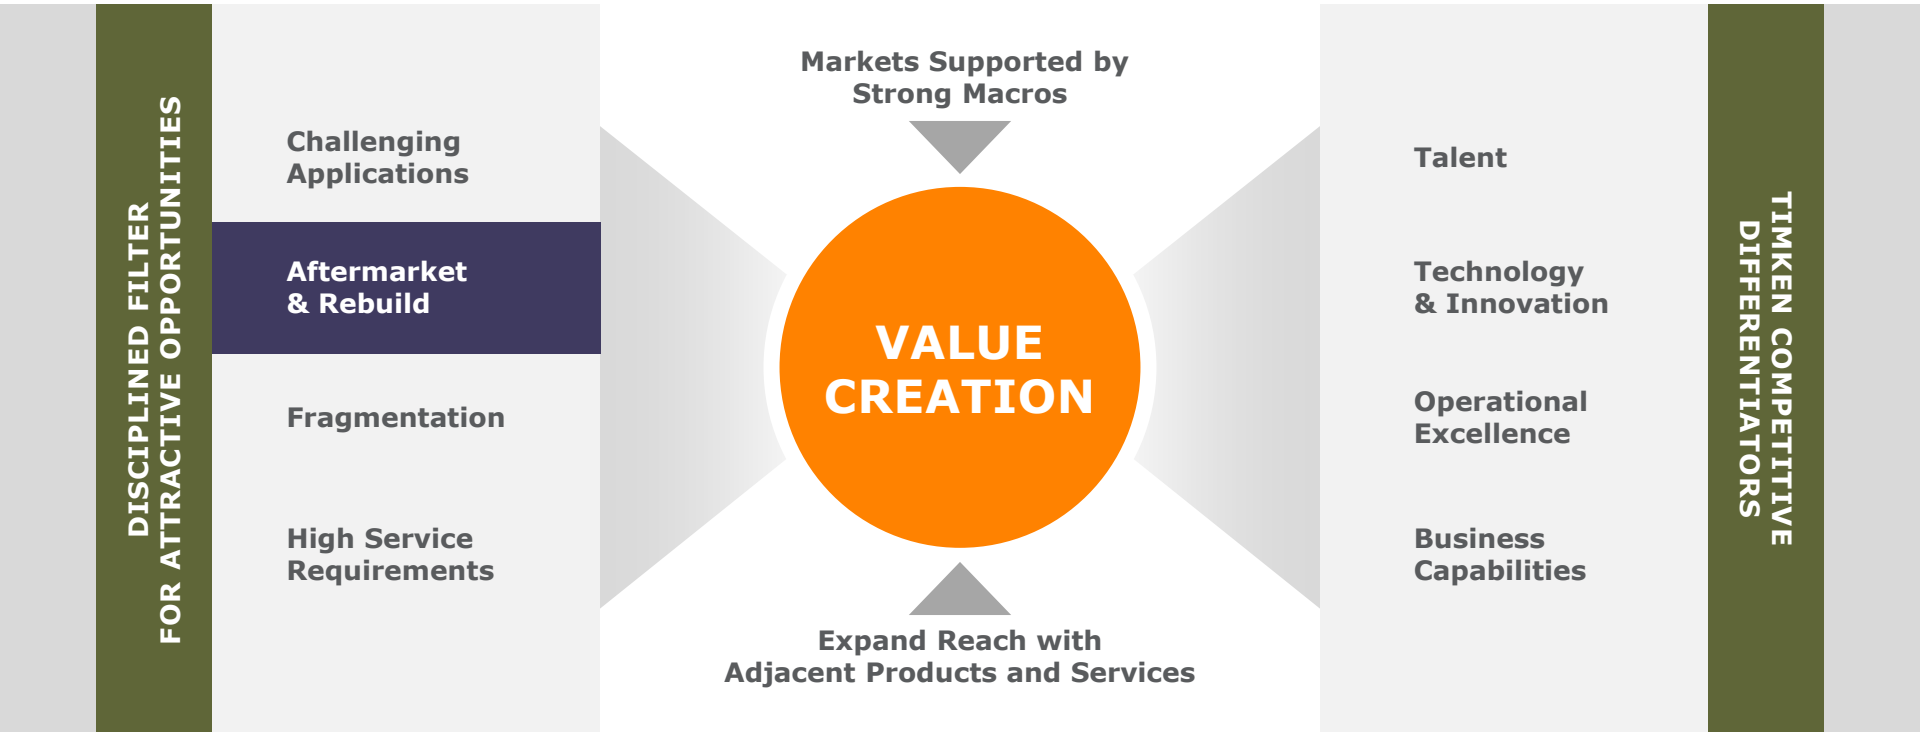 DISCIPLINED FILTER
FOR ATTRACTIVE OPPORTUNITIES
Challenging
Applications
Aftermarket
& Rebuild
Fragmentation
High Service
Requirements
Markets Supported by
Strong Macros
VALUE
CREATION
Expand Reach with
Adjacent Products and Services
Talent
Technology
& Innovation
Operational
Excellence
Business
Capabilities
TIMKEN COMPETITIVE
DIFFERENTIATORS